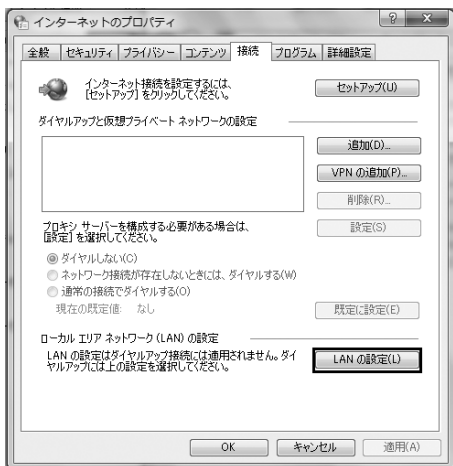 インターネットのプロパティ
全般 セキュリティ プライバシー コンテンツ 接続 プログラム 詳細設定
インターネット接続を設定するには、
[セットアップ] をクリックしてください。
セットアップ(U)
ダイヤルアップと仮想プライベート ネットワークの設定
追加(D)...
VPN の追加(P)...
削除(R)...
プロキシ サーバーを構成する必要がある場合は、
[設定] を選択してください。
設定(S)
ダイヤルしない(C)
ネットワーク接続が存在しないときには、ダイヤルする(W)
通常の接続でダイヤルする(O)
現在の既定値: なし
既定に設定(E)
ローカル エリア ネットワーク (LAN) の設定
LAN の設定はダイヤルアップ接続には適用されません。ダイ
ヤルアップには上の設定を選択してください。
LAN の設定(L)
OK キャンセル 適用(A)